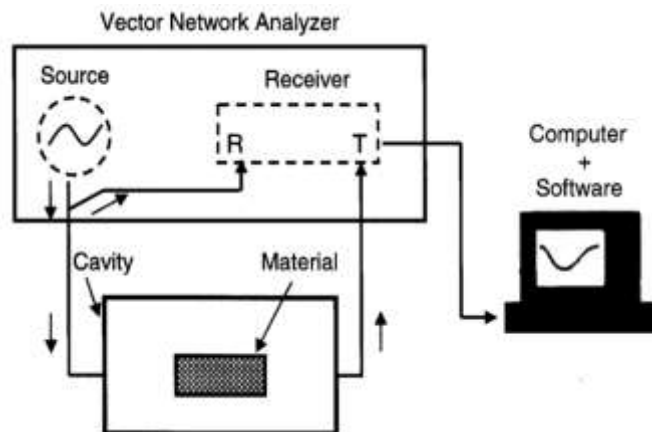 Vector Network Analyzer
Source
Receiver
R
T
Computer
+
Software
Cavity
Material